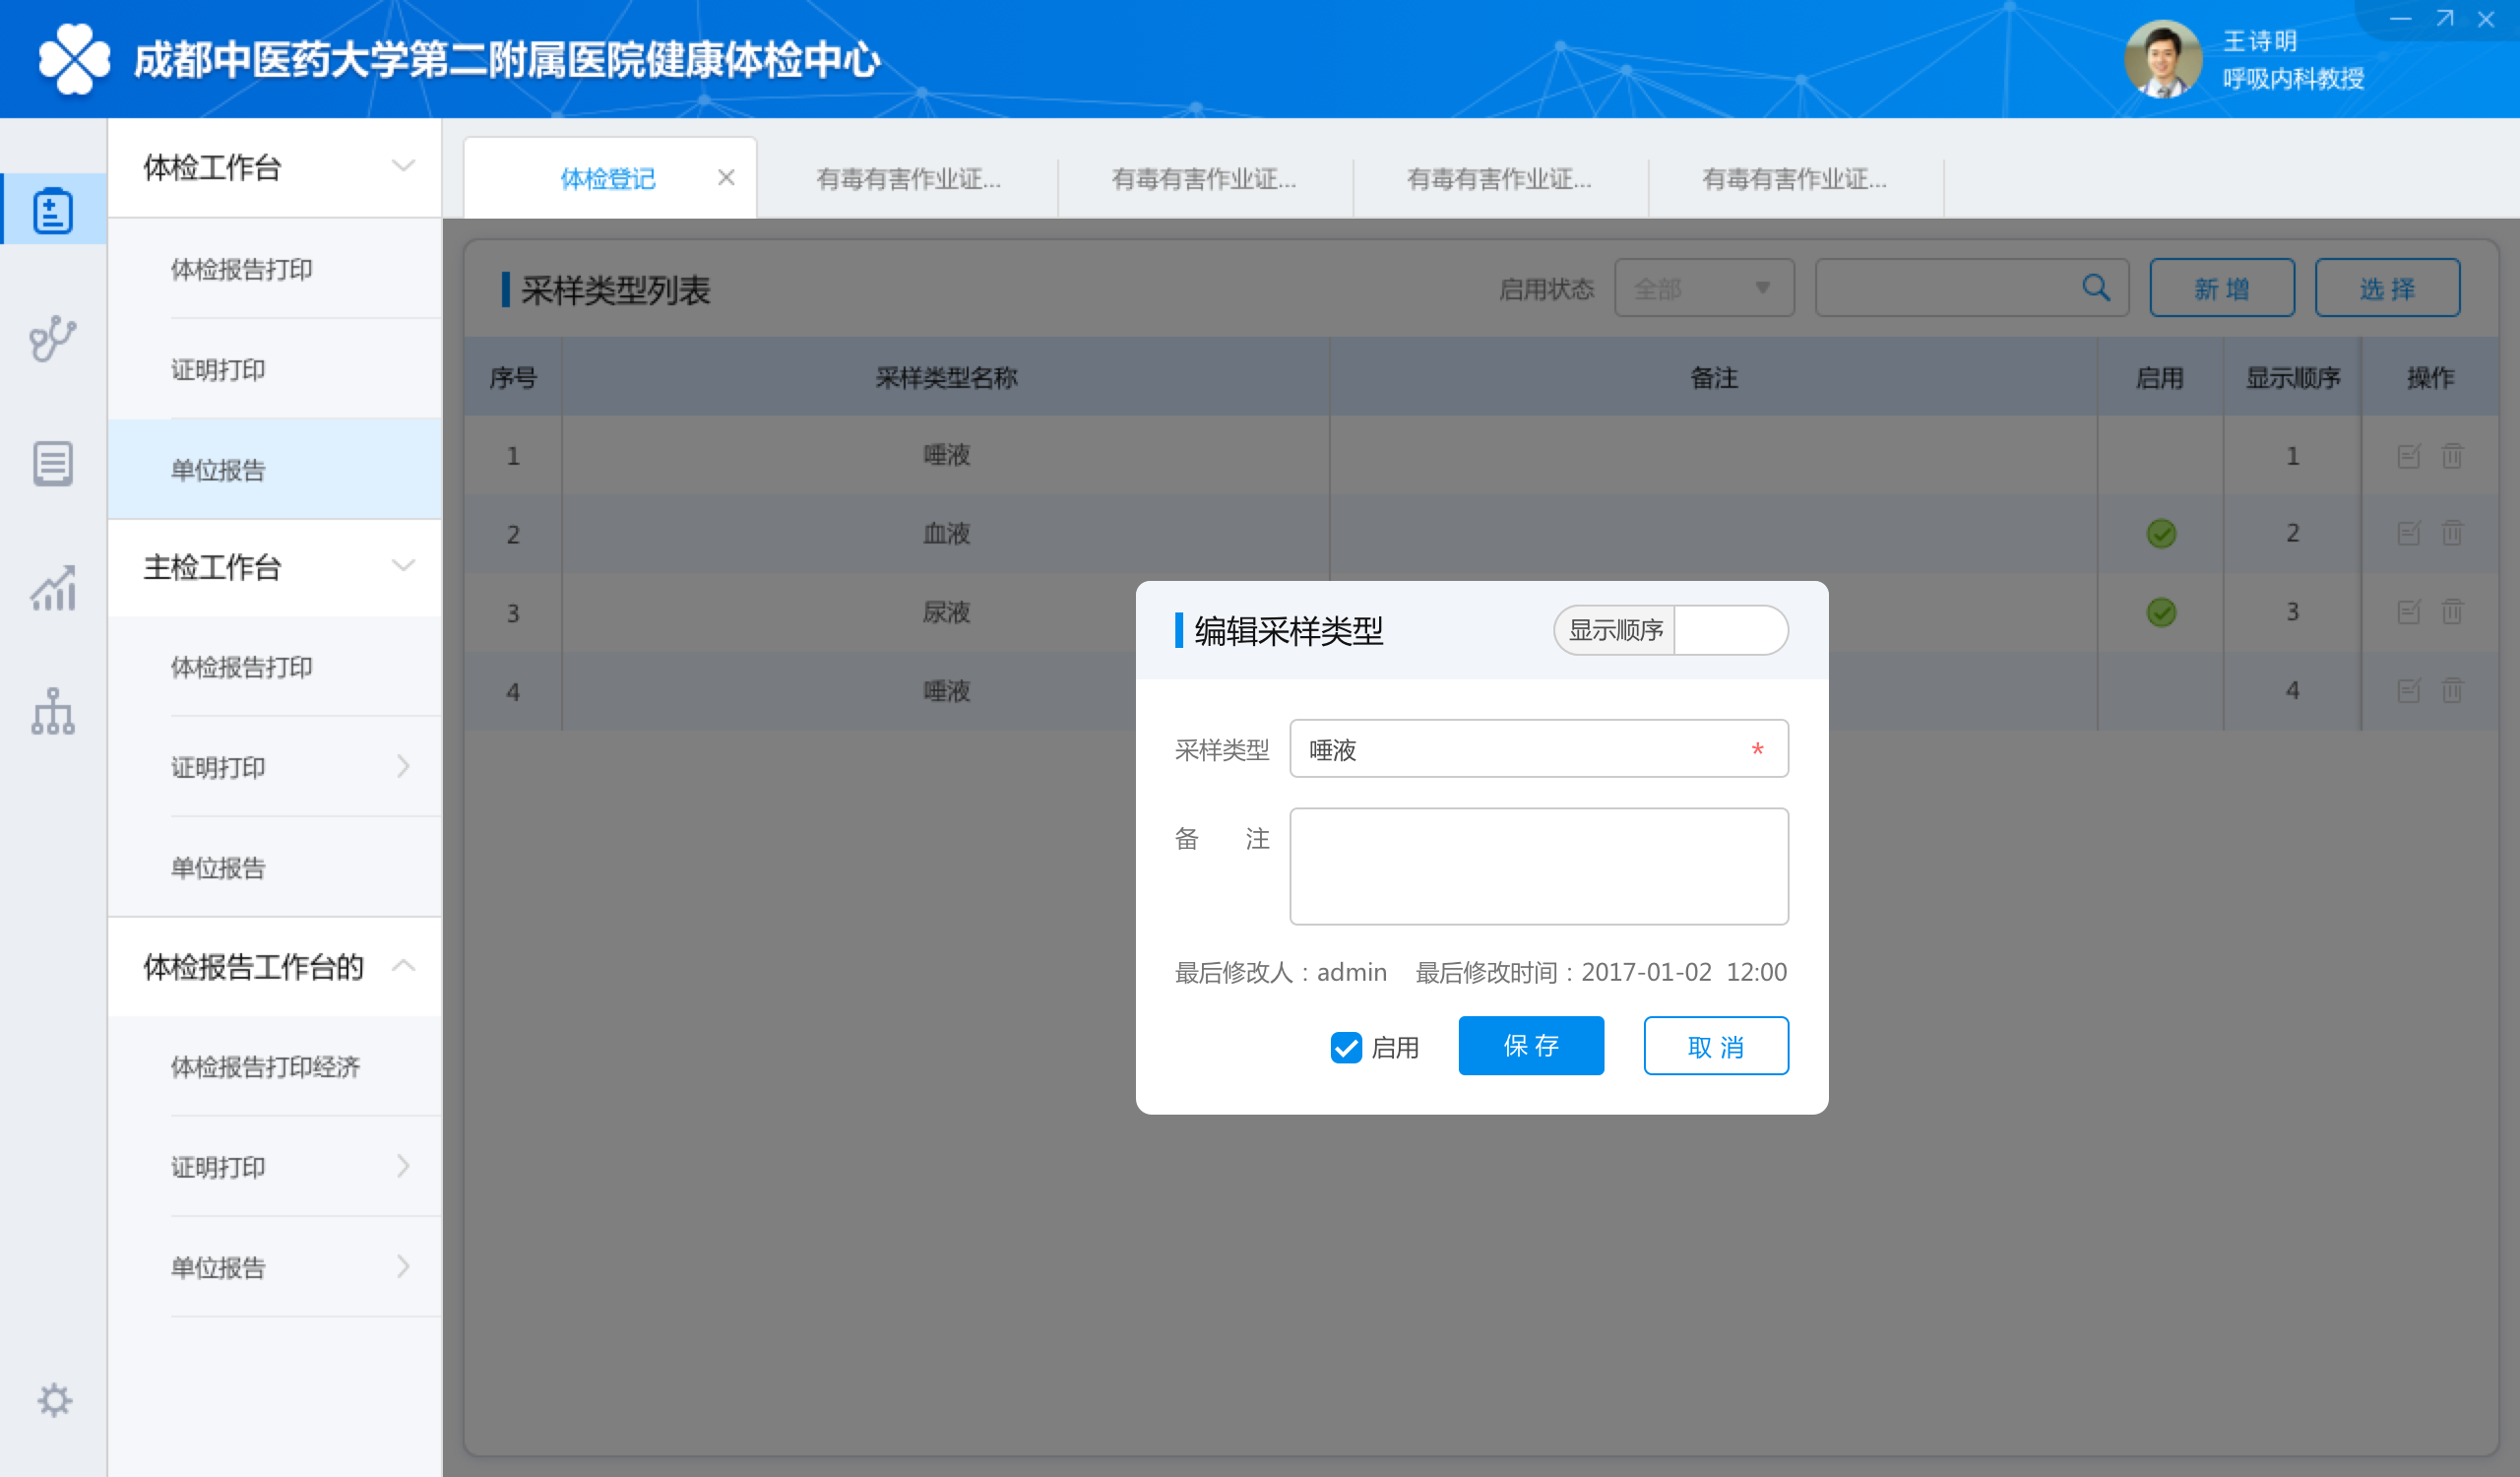 成都中医药大学第二附属医院健康体检中心
王诗明
呼吸内科教授
体检工作台
体检报告打印
证明打印
单位报告
主检工作台
体检报告打印
证明打印
单位报告
体检报告工作台的
体检报告打印经济
证明打印
单位报告
体检登记
有毒有害作业证...
有毒有害作业证...
有毒有害作业证...
有毒有害作业证...
采样类型列表
启用状态
全部
新 增
选 择
序号 采样类型名称 备注 启用 显示顺序 操作
1 唾液 1
2 血液 2
3 尿液 3
4 唾液 4
编辑采样类型
显示顺序
采样类型 唾液 *
备 注
最后修改人：admin 最后修改时间：2017-01-02 12:00
启用
保 存
取 消